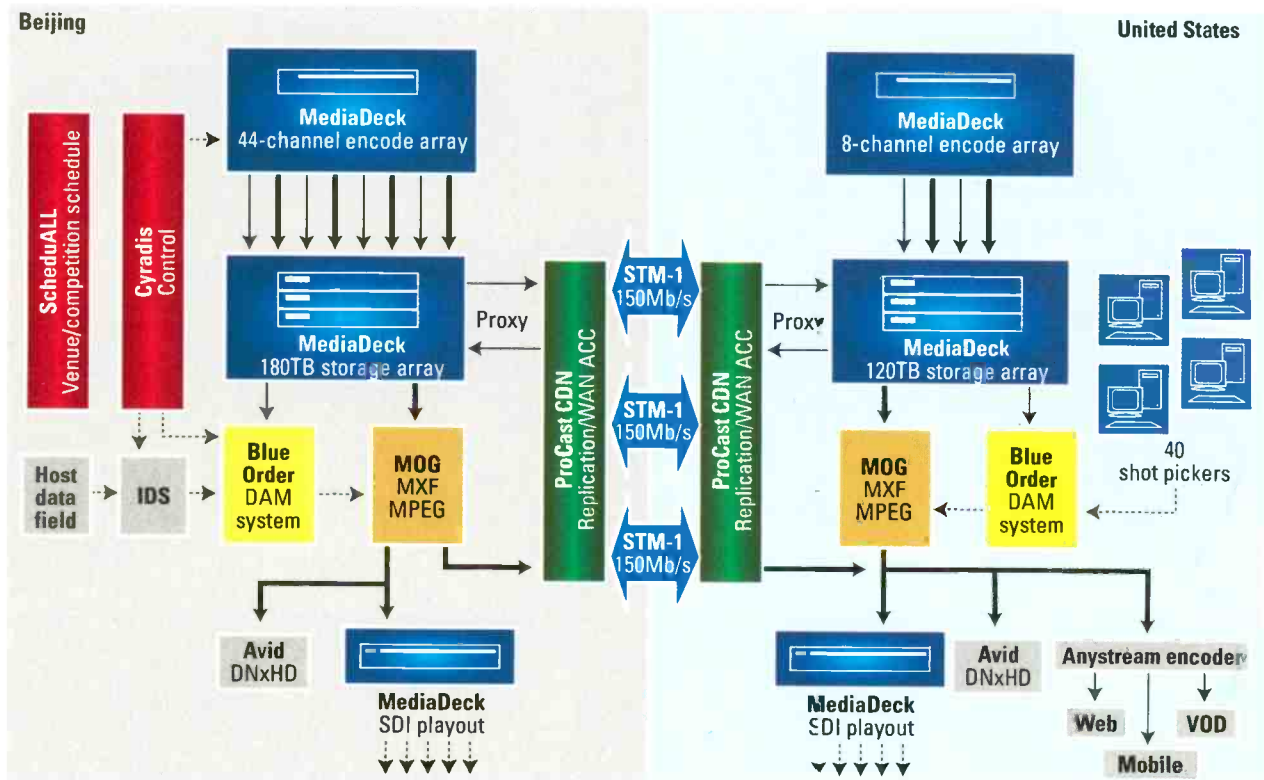 Beijing
United States
MediaDeck
44-channel encode array
MediaDeck
8-channel encode array
ScheduALL
Venue/competition schedule
Cyradis
Control
MediaDeck
180TB storage array
Proxy
ProCast CDN
Replication/WAN ACC
STM-1
150Mb/s
STM-1
150Mb/s
STM-1
150Mb/s
ProCast CDN
Replication/WAN ACC
Proxy
MediaDeck
120TB storage array
40
shot pickers
Host
data
field
IDS
Blue
Order
DAM
system
MOG
MXF
MPEG
MOG
MXF
MPEG
Blue
Order
DAM
system
Avid
DNxHD
MediaDeck
SDI playout
MediaDeck
SDI playout
Avid
DNxHD
Anystream encoder
Web
Mobile
VOD